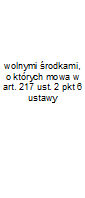 wolnymi środkami,
o których mowa w
art. 217 ust. 2 pkt 6
ustawy